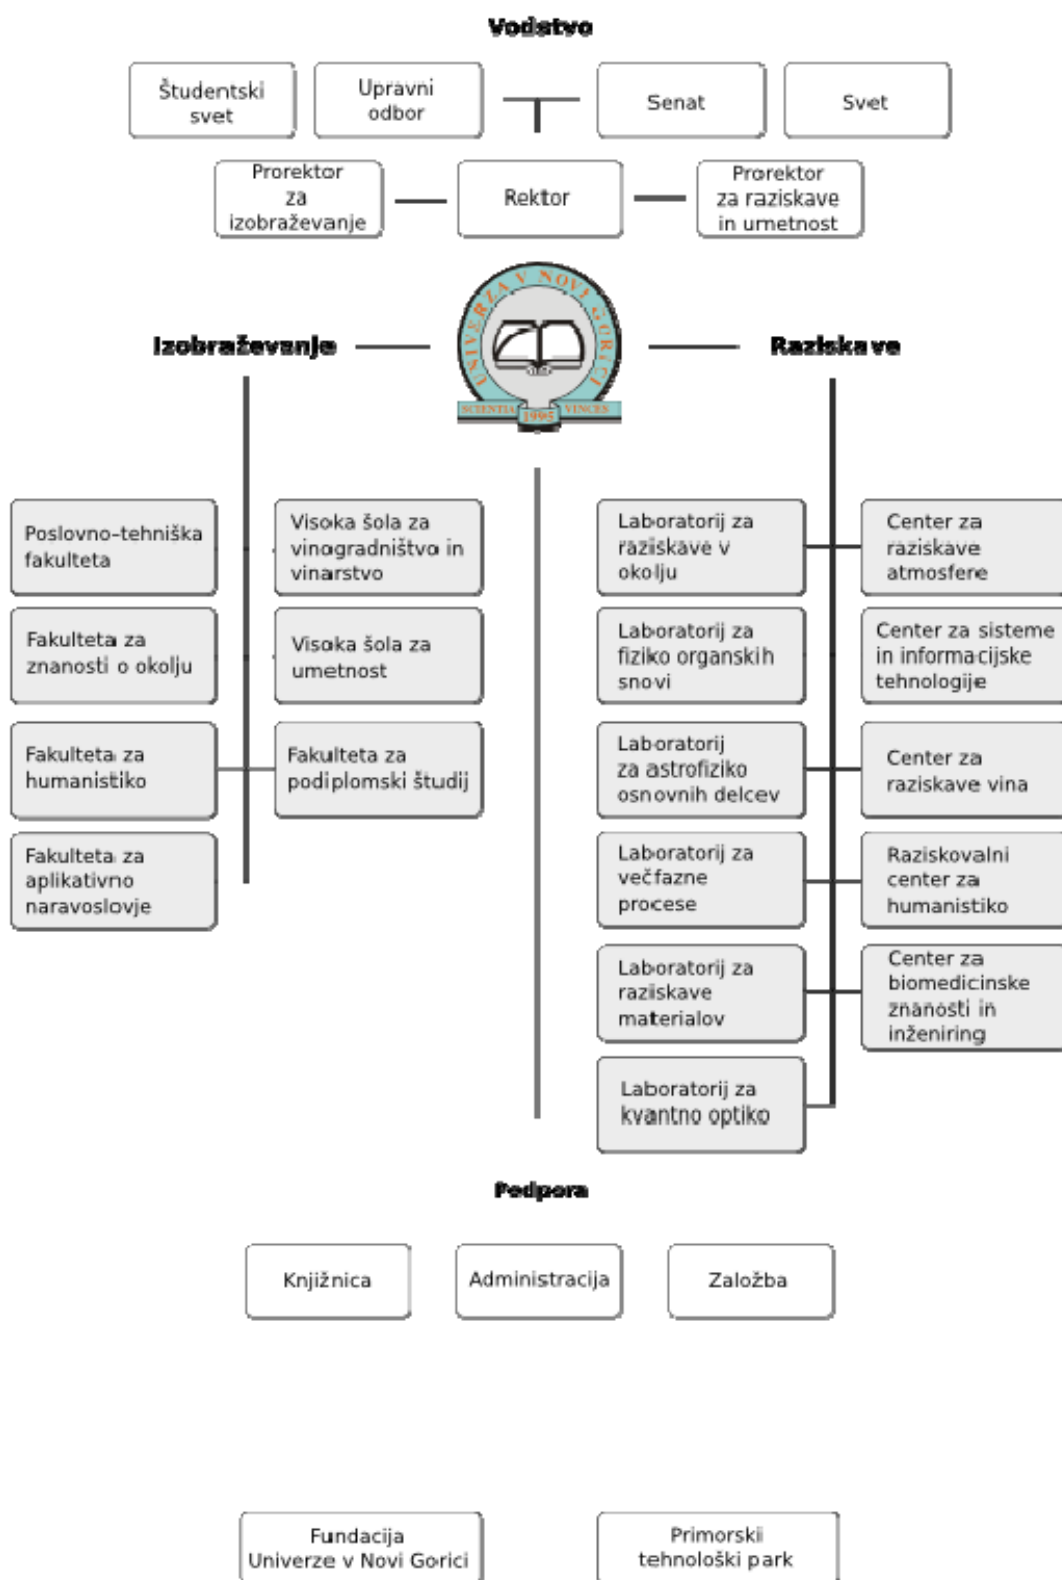 Vodstvo
Študentski
svet
Upravni
odbor
Senat
Svet
Prorektor
za
izobraževanje
Rektor
Prorektor
za raziskave
in umetnost
UNIVERZA V NOVI GORICI
SCIENTIA
1995
VINCES
Izobraževanje
Raziskave
Poslovno-tehniška
fakulteta
Visoka šola za
vinogradništvo in
vinarstvo
Fakulteta za
znanosti o okolju
Visoka šola za
umetnost
Fakulteta za
humanistiko
Fakulteta za
podiplomski študij
Fakulteta za
aplikativno
naravoslovje
Laboratorij za
raziskave v
okolju
Center za
raziskave
atmosfere
Laboratorij za
fiziko organskih
snovi
Center za sisteme
in informacijske
tehnologije
Laboratorij
za astrofiziko
osnovnih delcev
Center za
raziskave vina
Laboratorij za
večfazne
procese
Raziskovalni
center za
humanistiko
Laboratorij za
raziskave
materialov
Center za
biomedicinske
znanosti in
inženiring
Laboratorij za
kvantno optiko
Podpora
Knjižnica
Administracija
Založba
Fundacija
Univerze v Novi Gorici
Primorski
tehnološki park